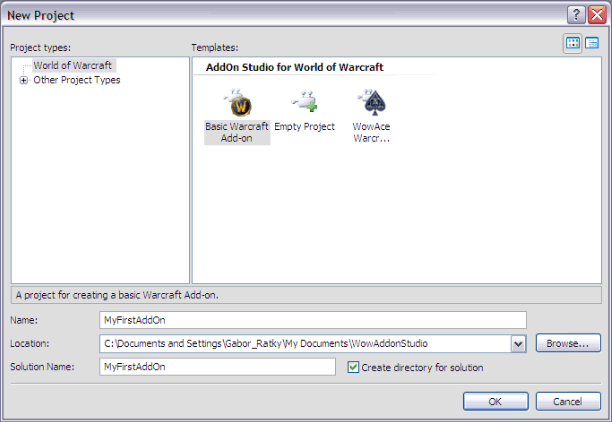 New Project
Project types:
Templates:
World of Warcraft
Other Project Types
AddOn Studio for World of Warcraft
Basic Warcraft
Add-on
Empty Project
WowAce
Warcr...
A project for creating a basic Warcraft Add-on.
Name:
MyFirstAddOn
Location:
C:\Documents and Settings\Gabor_Ratky\My Documents\WowAddonStudio
Browse...
Solution Name:
MyFirstAddOn
Create directory for solution
OK
Cancel